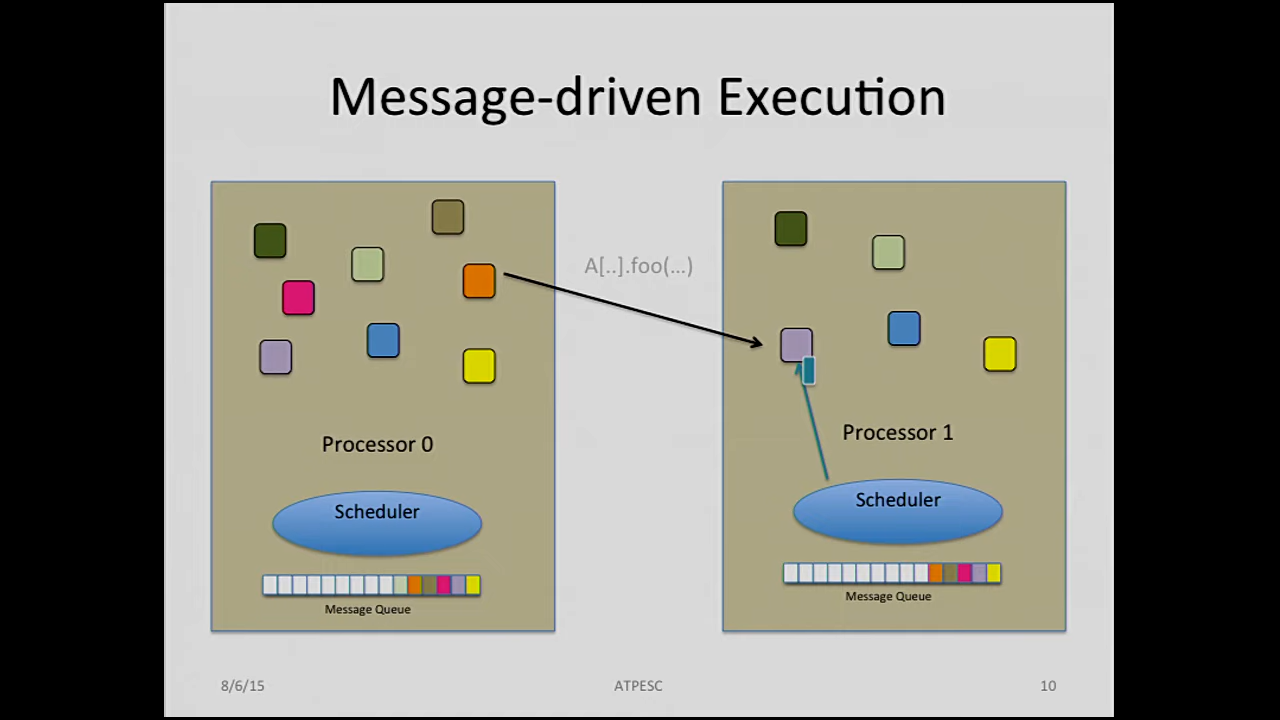 Message-driven Execution
A[..].foo(...)
Processor 0
Scheduler
Message Queue
Processor 1
Scheduler
Message Queue
8/6/15
ATPESC
10